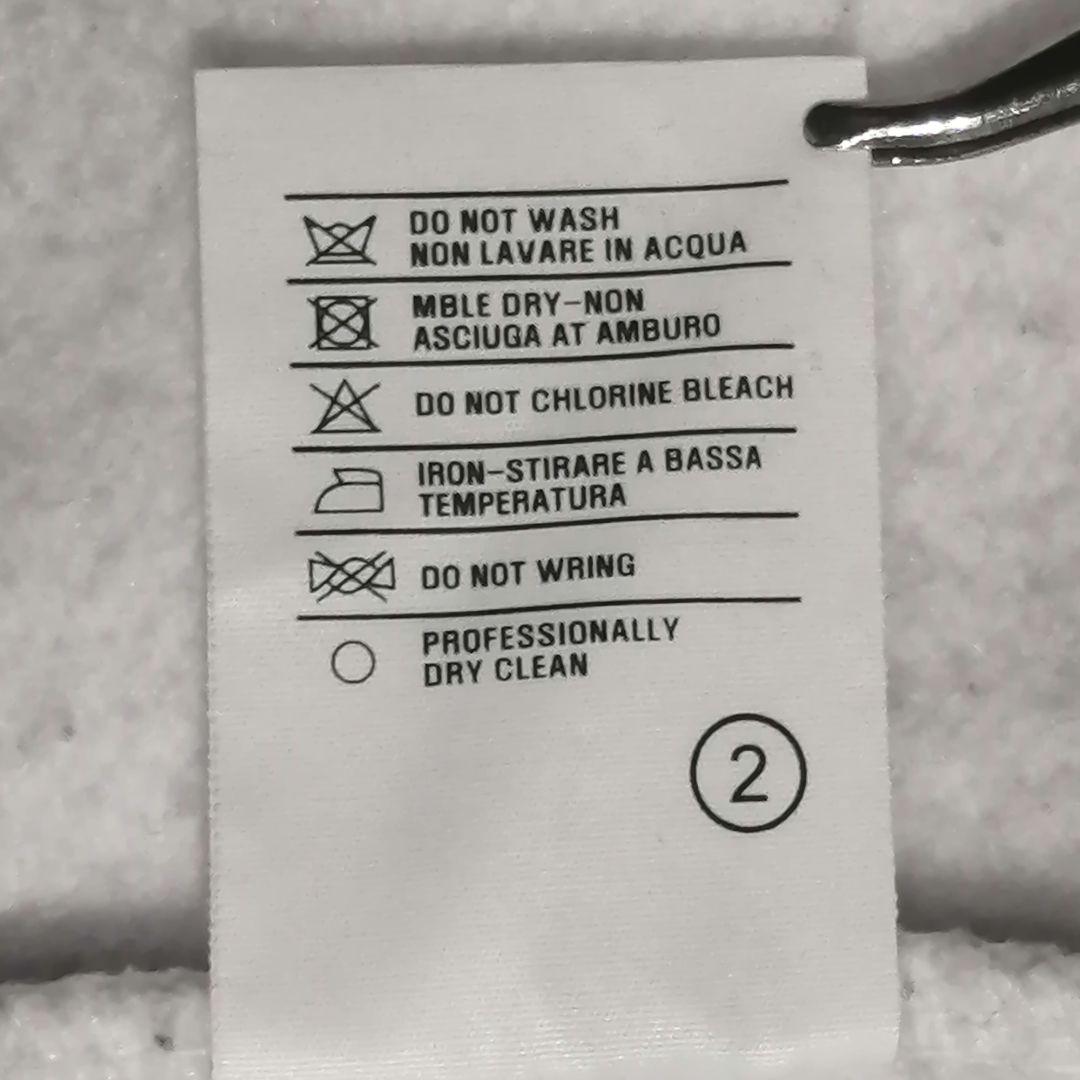 DO NOT WASH
NON LAVARE IN ACQUA
MBLE DRY-NON
ASCIUGA AT AMBURO
DO NOT CHLORINE BLEACH
IRON-STIRARE A BASSA
TEMPERATURA
DO NOT WRING
PROFESSIONALLY
DRY CLEAN
2